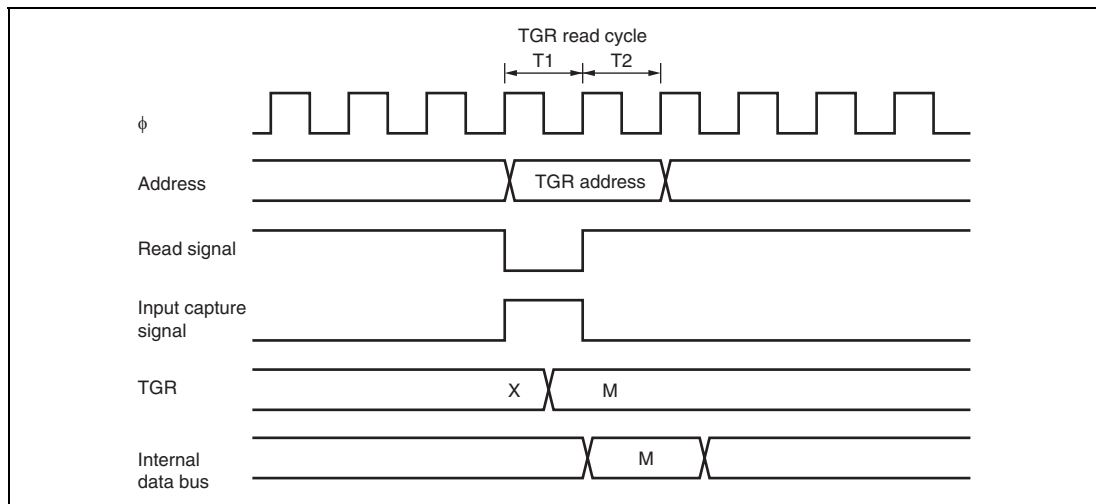 TGR read cycle
T1 T2
ϕ
Address
TGR address
Read signal
Input capture
signal
TGR
X M
Internal
data bus
M